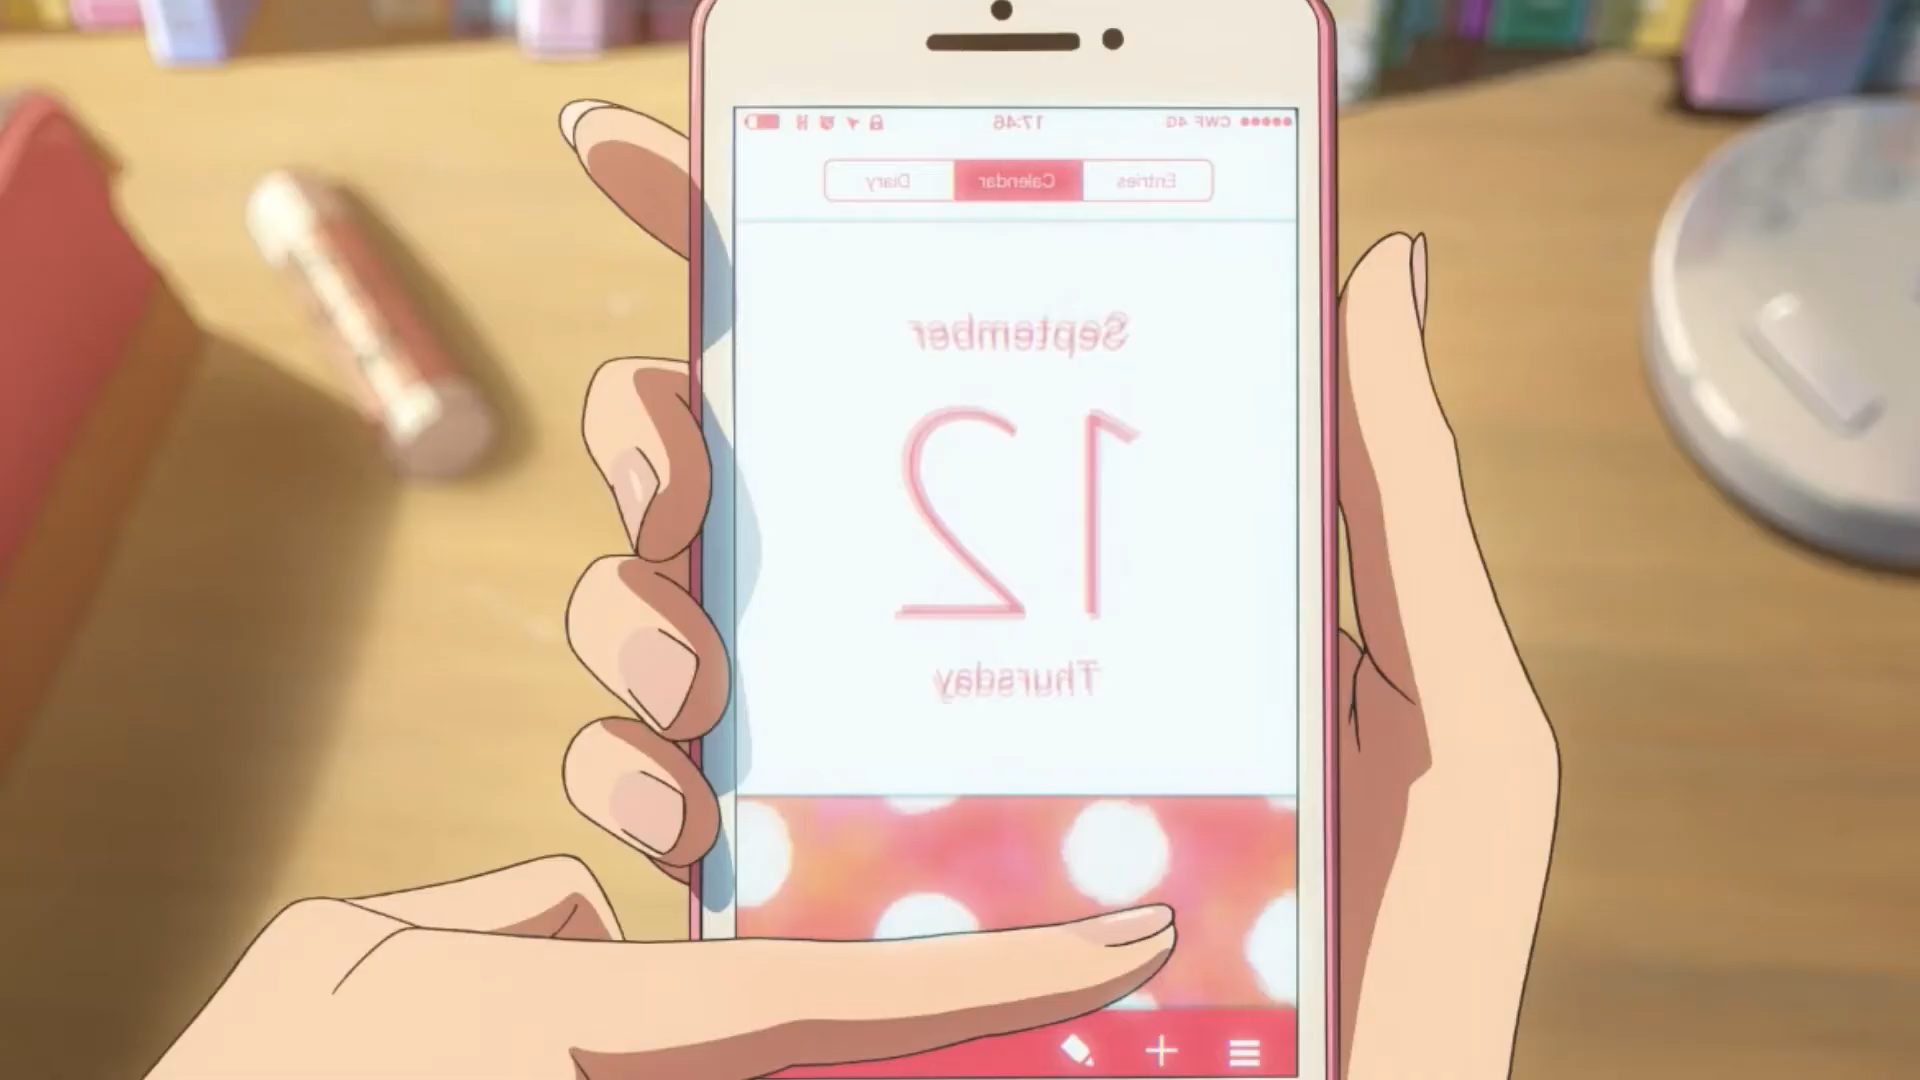 CWF 4G 17:46
Entries Calendar Diary
September
12
Thursday